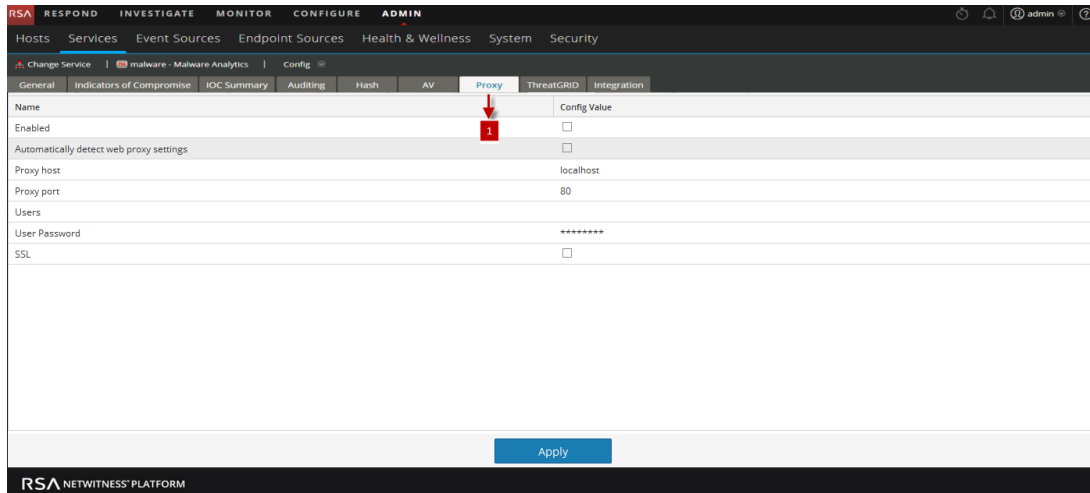 RSA RESPOND INVESTIGATE MONITOR CONFIGURE ADMIN admin
Hosts Services Event Sources Endpoint Sources Health & Wellness System Security
Change Service | malware - Malware Analytics | Config
General Indicators of Compromise IOC Summary Auditing Hash AV Proxy ThreatGRID Integration
Name Config Value
Enabled
1
Automatically detect web proxy settings
Proxy host localhost
Proxy port 80
Users
User Password ********
SSL
Apply
RSA NETWITNESS® PLATFORM